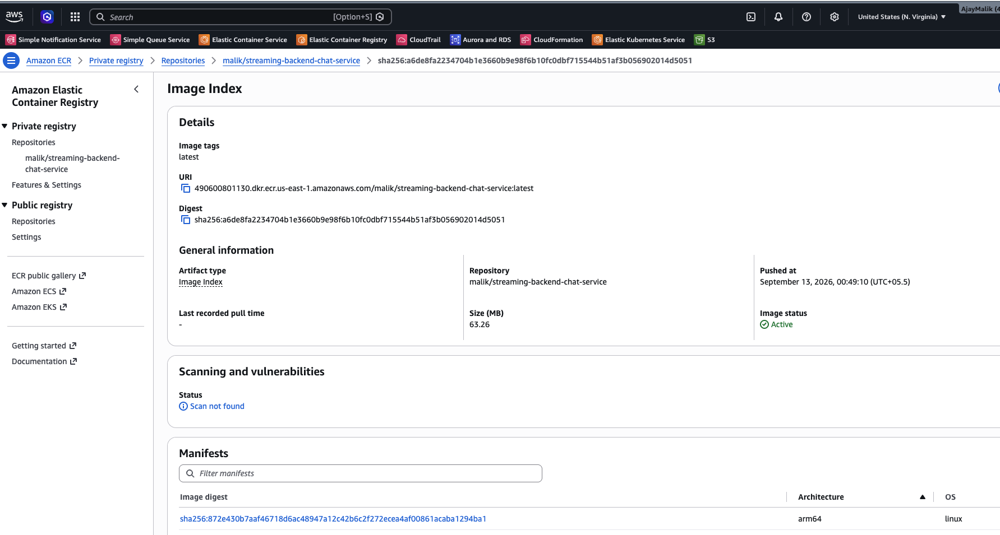 aws
Search [Option+S]
United States (N. Virginia)
AjayMalik (4
Simple Notification Service Simple Queue Service Elastic Container Service Elastic Container Registry CloudTrail Aurora and RDS CloudFormation Elastic Kubernetes Service S3
Amazon ECR Private registry Repositories malik/streaming-backend-chat-service sha256:a6de8fa2234704b1e3660b9e98f6b10fc0dbf715544b51af3b056902014d5051
Amazon Elastic
Container Registry
Private registry
Repositories
malik/streaming-backend-
chat-service
Features & Settings
Public registry
Repositories
Settings
ECR public gallery
Amazon ECS
Amazon EKS
Getting started
Documentation
Image Index
Details
Image tags
latest
URI
490600801130.dkr.ecr.us-east-1.amazonaws.com/malik/streaming-backend-chat-service:latest
Digest
sha256:a6de8fa2234704b1e3660b9e98f6b10fc0dbf715544b51af3b056902014d5051
General information
Artifact type
Image Index
Repository
malik/streaming-backend-chat-service
Pushed at
September 13, 2026, 00:49:10 (UTC+05.5)
Last recorded pull time
-
Size (MB)
63.26
Image status
Active
Scanning and vulnerabilities
Status
Scan not found
Manifests
Filter manifests
Image digest Architecture OS
sha256:872e430b7aaf46718d6ac48947a12c42b6c2f272ecea4af00861acaba1294ba1 arm64 linux